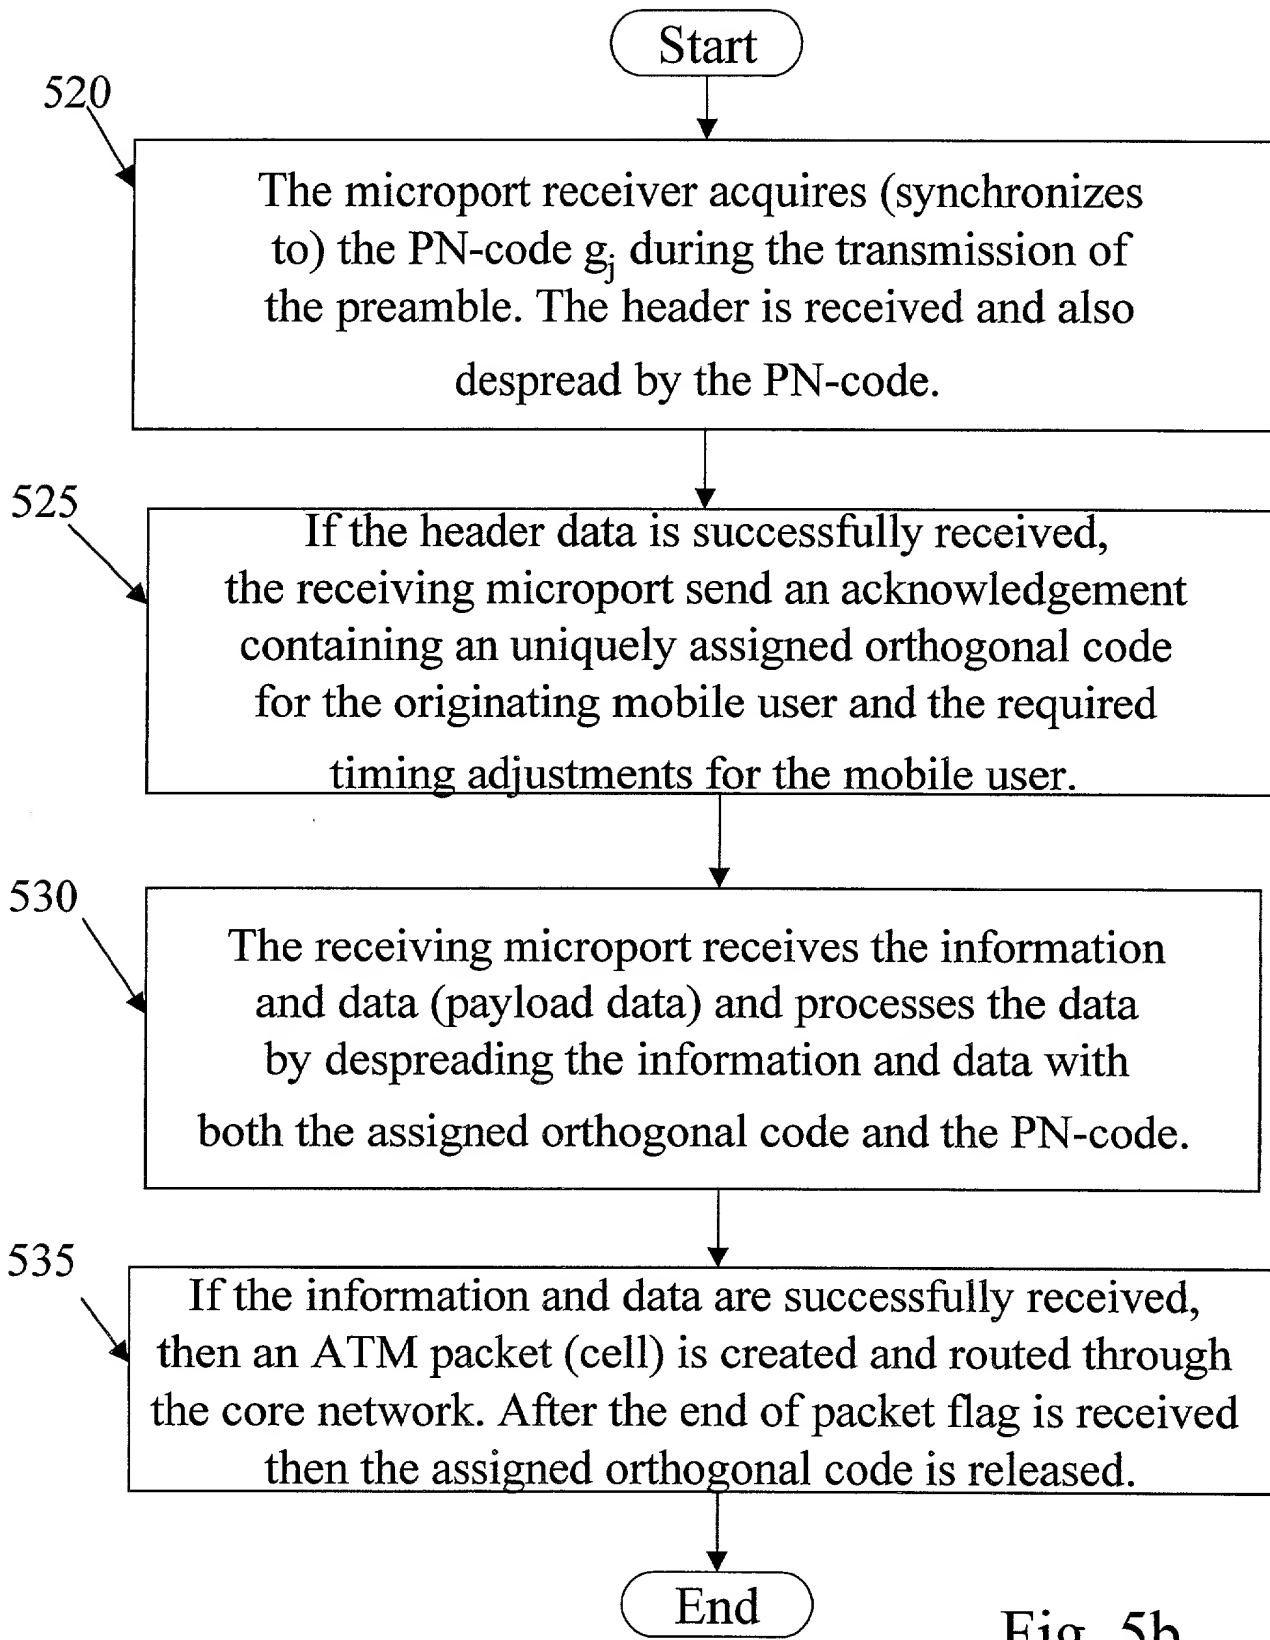 Start
520
The microport receiver acquires (synchronizes
to) the PN-code gj during the transmission of
the preamble. The header is received and also
despread by the PN-code.
525
If the header data is successfully received,
the receiving microport send an acknowledgement
containing an uniquely assigned orthogonal code
for the originating mobile user and the required
timing adjustments for the mobile user.
530
The receiving microport receives the information
and data (payload data) and processes the data
by despreading the information and data with
both the assigned orthogonal code and the PN-code.
535
If the information and data are successfully received,
then an ATM packet (cell) is created and routed through
the core network. After the end of packet flag is received
then the assigned orthogonal code is released.
End
Fig. 5b